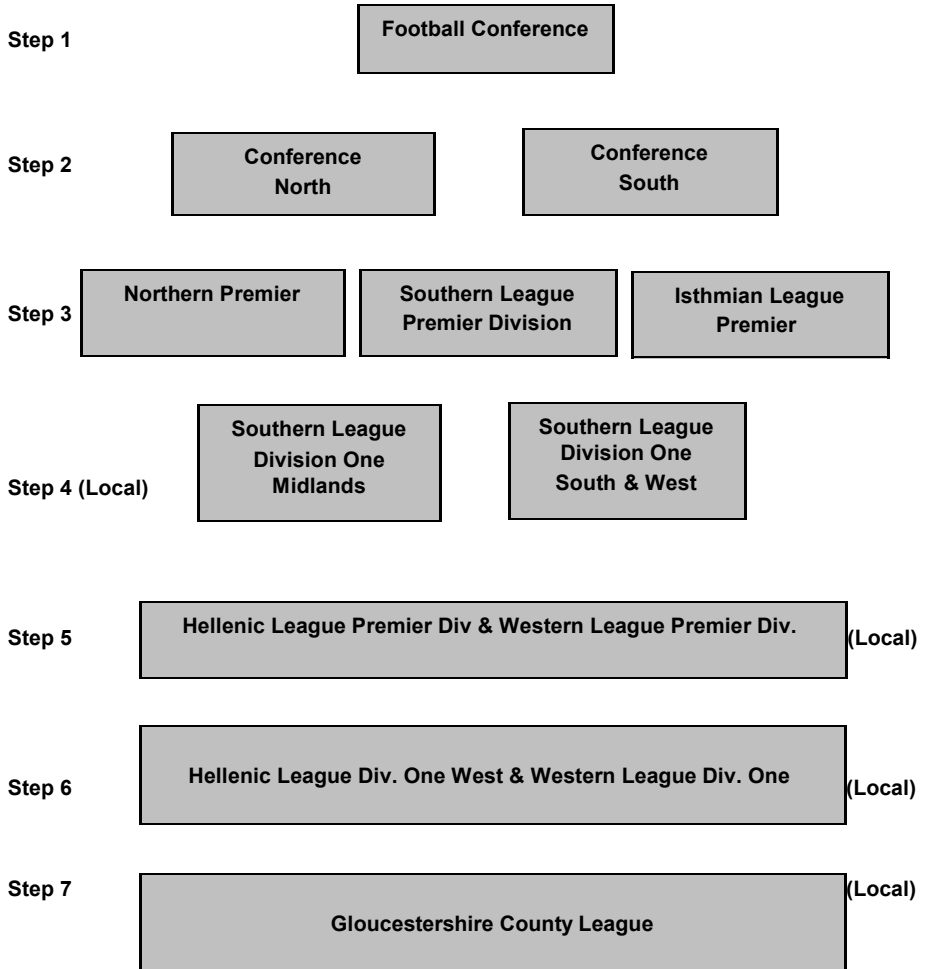 Step 1
Football Conference
Step 2
Conference
North
Conference
South
Step 3
Northern Premier
Southern League
Premier Division
Isthmian League
Premier
Step 4 (Local)
Southern League
Division One
Midlands
Southern League
Division One
South & West
Step 5
Hellenic League Premier Div & Western League Premier Div.
(Local)
Step 6
Hellenic League Div. One West & Western League Div. One
(Local)
Step 7
Gloucestershire County League
(Local)